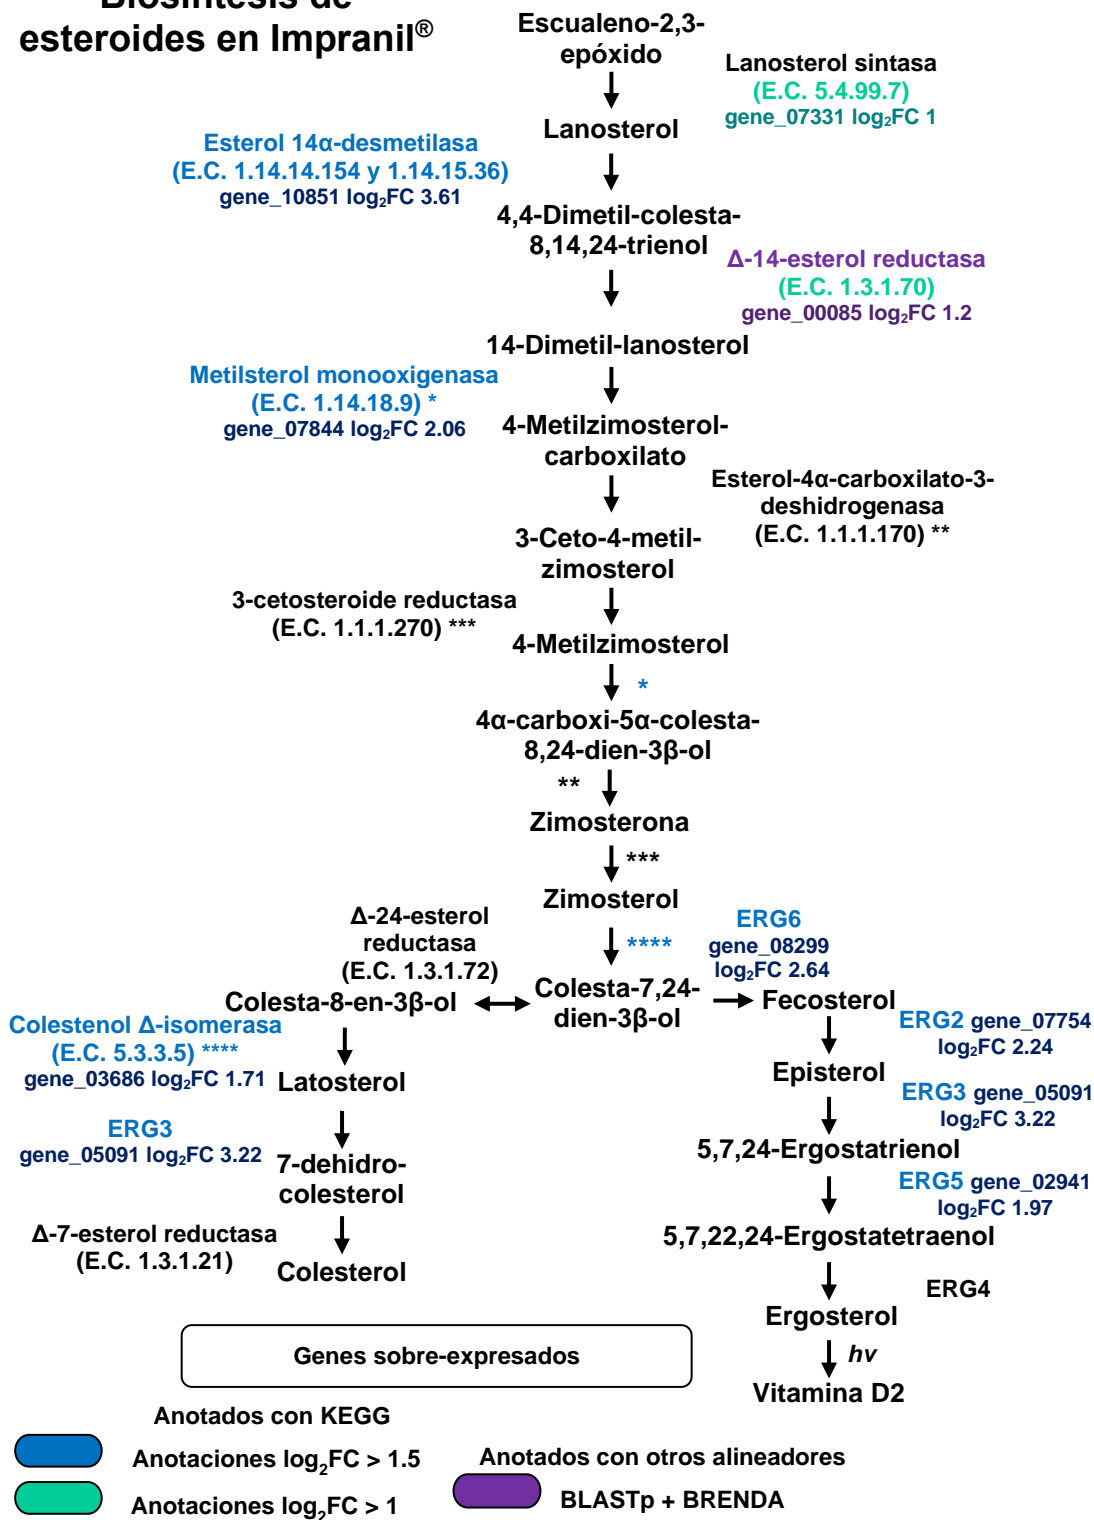 Biosíntesis de
esteroides en Impranil®
Escualeno-2,3-
epóxido
Lanosterol sintasa
(E.C. 5.4.99.7)
gene_07331 log₂FC 1
Lanosterol
Esterol 14α-desmetilasa
(E.C. 1.14.14.154 y 1.14.15.36)
gene_10851 log₂FC 3.61
4,4-Dimetil-colesta-
8,14,24-trienol
Δ-14-esterol reductasa
(E.C. 1.3.1.70)
gene_00085 log₂FC 1.2
14-Dimetil-lanosterol
Metilsterol monooxigenasa
(E.C. 1.14.18.9) *
gene_07844 log₂FC 2.06
4-Metilzimosterol-
carboxilato
Esterol-4α-carboxilato-3-
deshidrogenasa
(E.C. 1.1.1.170) **
3-Ceto-4-metil-
zimosterol
3-cetosteroide reductasa
(E.C. 1.1.1.270) ***
4-Metilzimosterol
*
4α-carboxi-5α-colesta-
8,24-dien-3β-ol
**
Zimosterona
***
Zimosterol
****
Δ-24-esterol
reductasa
(E.C. 1.3.1.72)
ERG6
gene_08299
log₂FC 2.64
Colesta-8-en-3β-ol
Colesta-7,24-
dien-3β-ol
Fecosterol
Colestenol Δ-isomerasa
(E.C. 5.3.3.5) ****
gene_03686 log₂FC 1.71
Latosterol
ERG2 gene_07754
log₂FC 2.24
Episterol
ERG3
gene_05091 log₂FC 3.22
7-dehidro-
colesterol
ERG3 gene_05091
log₂FC 3.22
5,7,24-Ergostatrienol
ERG5 gene_02941
log₂FC 1.97
5,7,22,24-Ergostatetraenol
Δ-7-esterol reductasa
(E.C. 1.3.1.21)
Colesterol
ERG4
Ergosterol
hv
Vitamina D2
Genes sobre-expresados
Anotados con KEGG
Anotaciones log₂FC > 1.5
Anotaciones log₂FC > 1
Anotados con otros alineadores
BLASTp + BRENDA